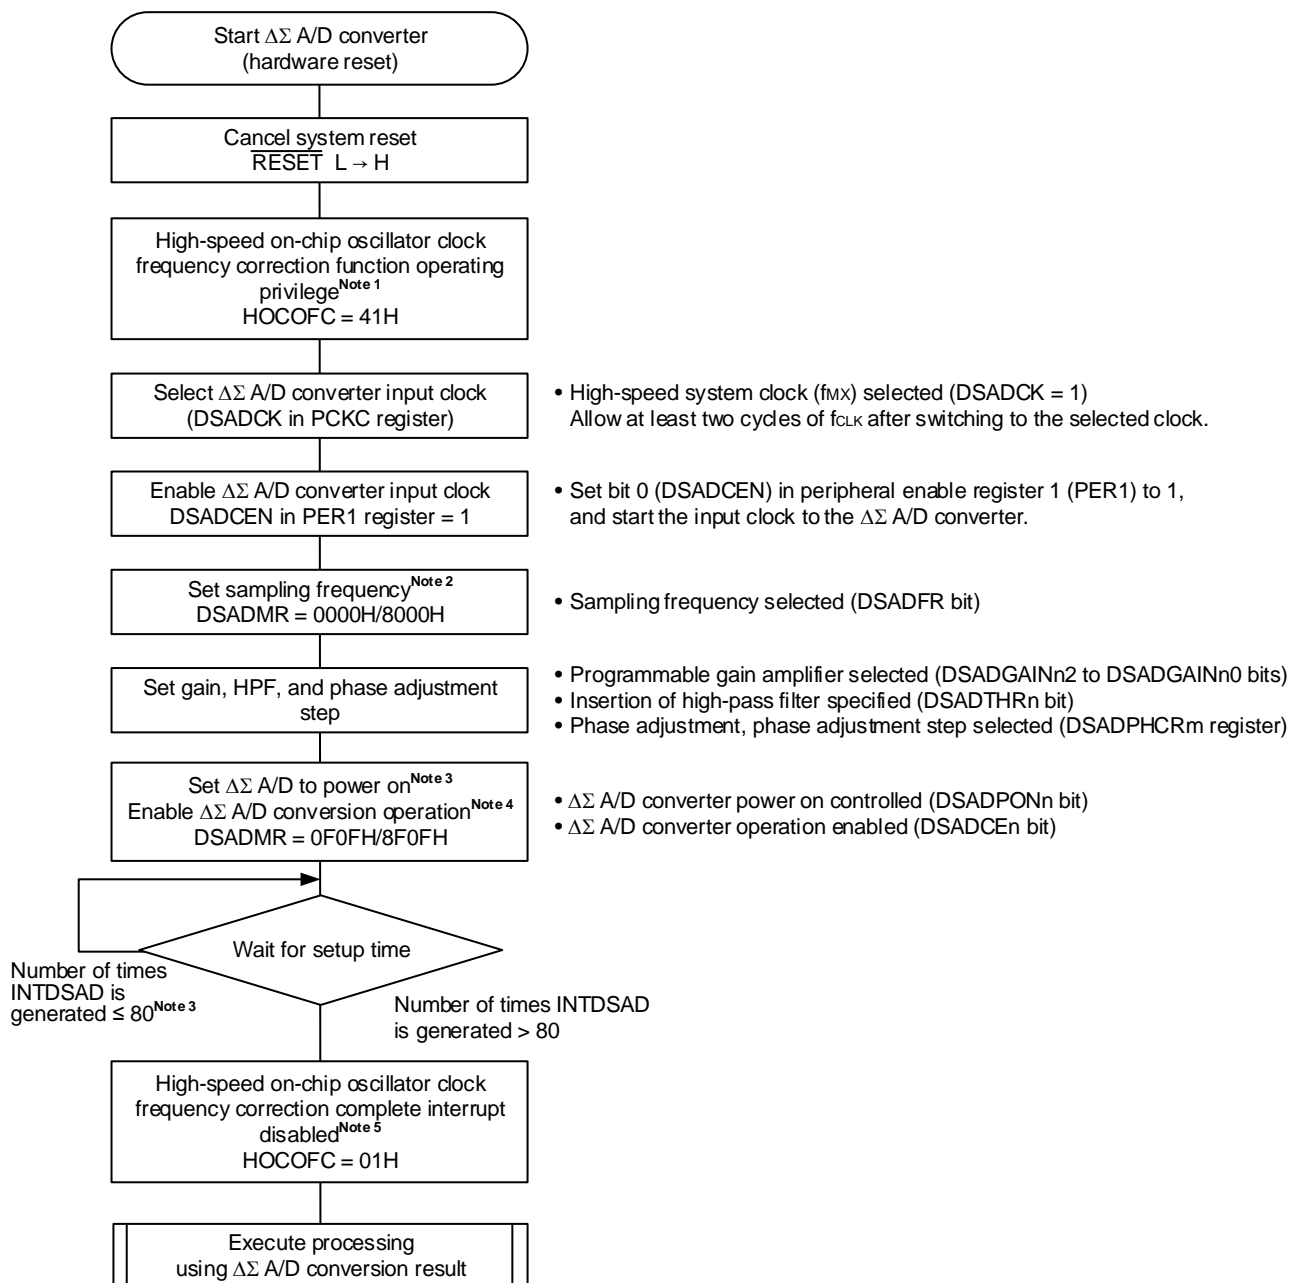 Start ΔΣ A/D converter
(hardware reset)
Cancel system reset
RESET L → H
High-speed on-chip oscillator clock
frequency correction function operating
privilegeNote 1
HOCOFC = 41H
Select ΔΣ A/D converter input clock
(DSADCK in PCKC register)
• High-speed system clock (fMX) selected (DSADCK = 1)
Allow at least two cycles of fCLK after switching to the selected clock.
Enable ΔΣ A/D converter input clock
DSADCEN in PER1 register = 1
• Set bit 0 (DSADCEN) in peripheral enable register 1 (PER1) to 1,
and start the input clock to the ΔΣ A/D converter.
Set sampling frequencyNote 2
DSADMR = 0000H/8000H
• Sampling frequency selected (DSADFR bit)
Set gain, HPF, and phase adjustment
step
• Programmable gain amplifier selected (DSADGAINn2 to DSADGAINn0 bits)
• Insertion of high-pass filter specified (DSADTHRn bit)
• Phase adjustment, phase adjustment step selected (DSADPHCRm register)
Set ΔΣ A/D to power onNote 3
Enable ΔΣ A/D conversion operationNote 4
DSADMR = 0F0FH/8F0FH
• ΔΣ A/D converter power on controlled (DSADPONn bit)
• ΔΣ A/D converter operation enabled (DSADCEn bit)
Wait for setup time
Number of times
INTDSAD is
generated ≤ 80Note 3
Number of times INTDSAD
is generated > 80
High-speed on-chip oscillator clock
frequency correction complete interrupt
disabledNote 5
HOCOFC = 01H
Execute processing
using ΔΣ A/D conversion result